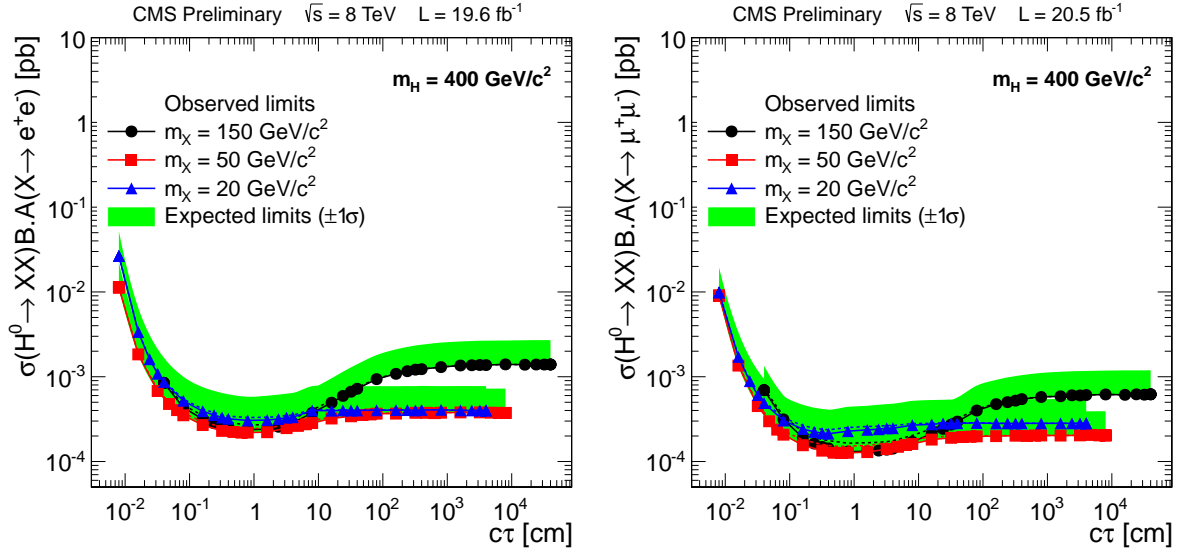 CMS Preliminary √s = 8 TeV L = 19.6 fb⁻¹
σ(H⁰→ XX)B.A(X→ e⁺e⁻) [pb]
10
1
10⁻¹
10⁻²
10⁻³
10⁻⁴
m_H = 400 GeV/c²
Observed limits
m_X = 150 GeV/c²
m_X = 50 GeV/c²
m_X = 20 GeV/c²
Expected limits (±1σ)
10⁻² 10⁻¹ 1 10 10² 10³ 10⁴
cτ [cm]
CMS Preliminary √s = 8 TeV L = 20.5 fb⁻¹
σ(H⁰→ XX)B.A(X→ μ⁺μ⁻) [pb]
10
1
10⁻¹
10⁻²
10⁻³
10⁻⁴
m_H = 400 GeV/c²
Observed limits
m_X = 150 GeV/c²
m_X = 50 GeV/c²
m_X = 20 GeV/c²
Expected limits (±1σ)
10⁻² 10⁻¹ 1 10 10² 10³ 10⁴
cτ [cm]